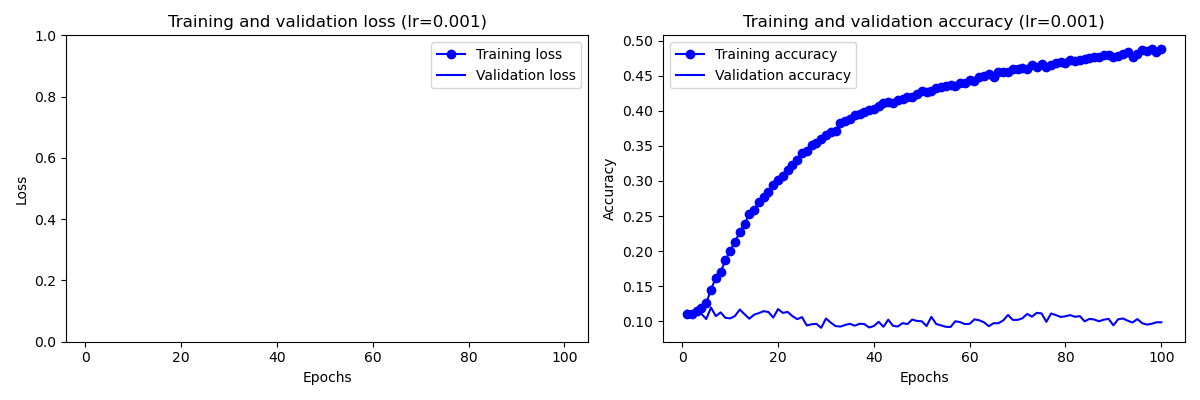 Training and validation loss (lr=0.001)
1.0
0.8
0.6
0.4
0.2
0.0
Loss
Training loss
Validation loss
0 20 40 60 80 100
Epochs
Training and validation accuracy (lr=0.001)
0.50
0.45
0.40
0.35
0.30
0.25
0.20
0.15
0.10
Accuracy
Training accuracy
Validation accuracy
0 20 40 60 80 100
Epochs